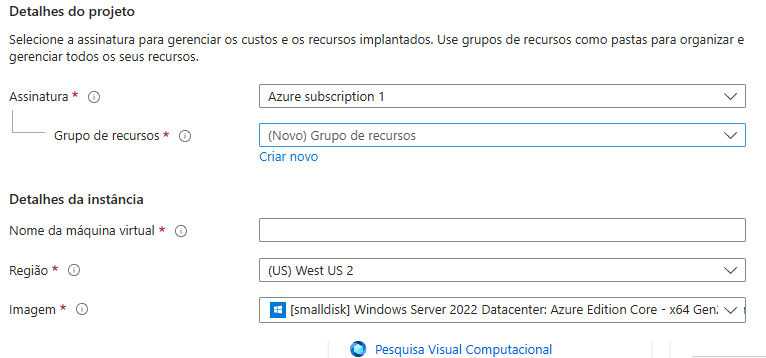 Detalhes do projeto
Selecione a assinatura para gerenciar os custos e os recursos implantados. Use grupos de recursos como pastas para organizar e
gerenciar todos os seus recursos.
Assinatura *
Azure subscription 1
Grupo de recursos *
(Novo) Grupo de recursos
Criar novo
Detalhes da instância
Nome da máquina virtual *
Região *
(US) West US 2
Imagem *
[smalldisk] Windows Server 2022 Datacenter: Azure Edition Core - x64 Gen2
Pesquisa Visual Computacional